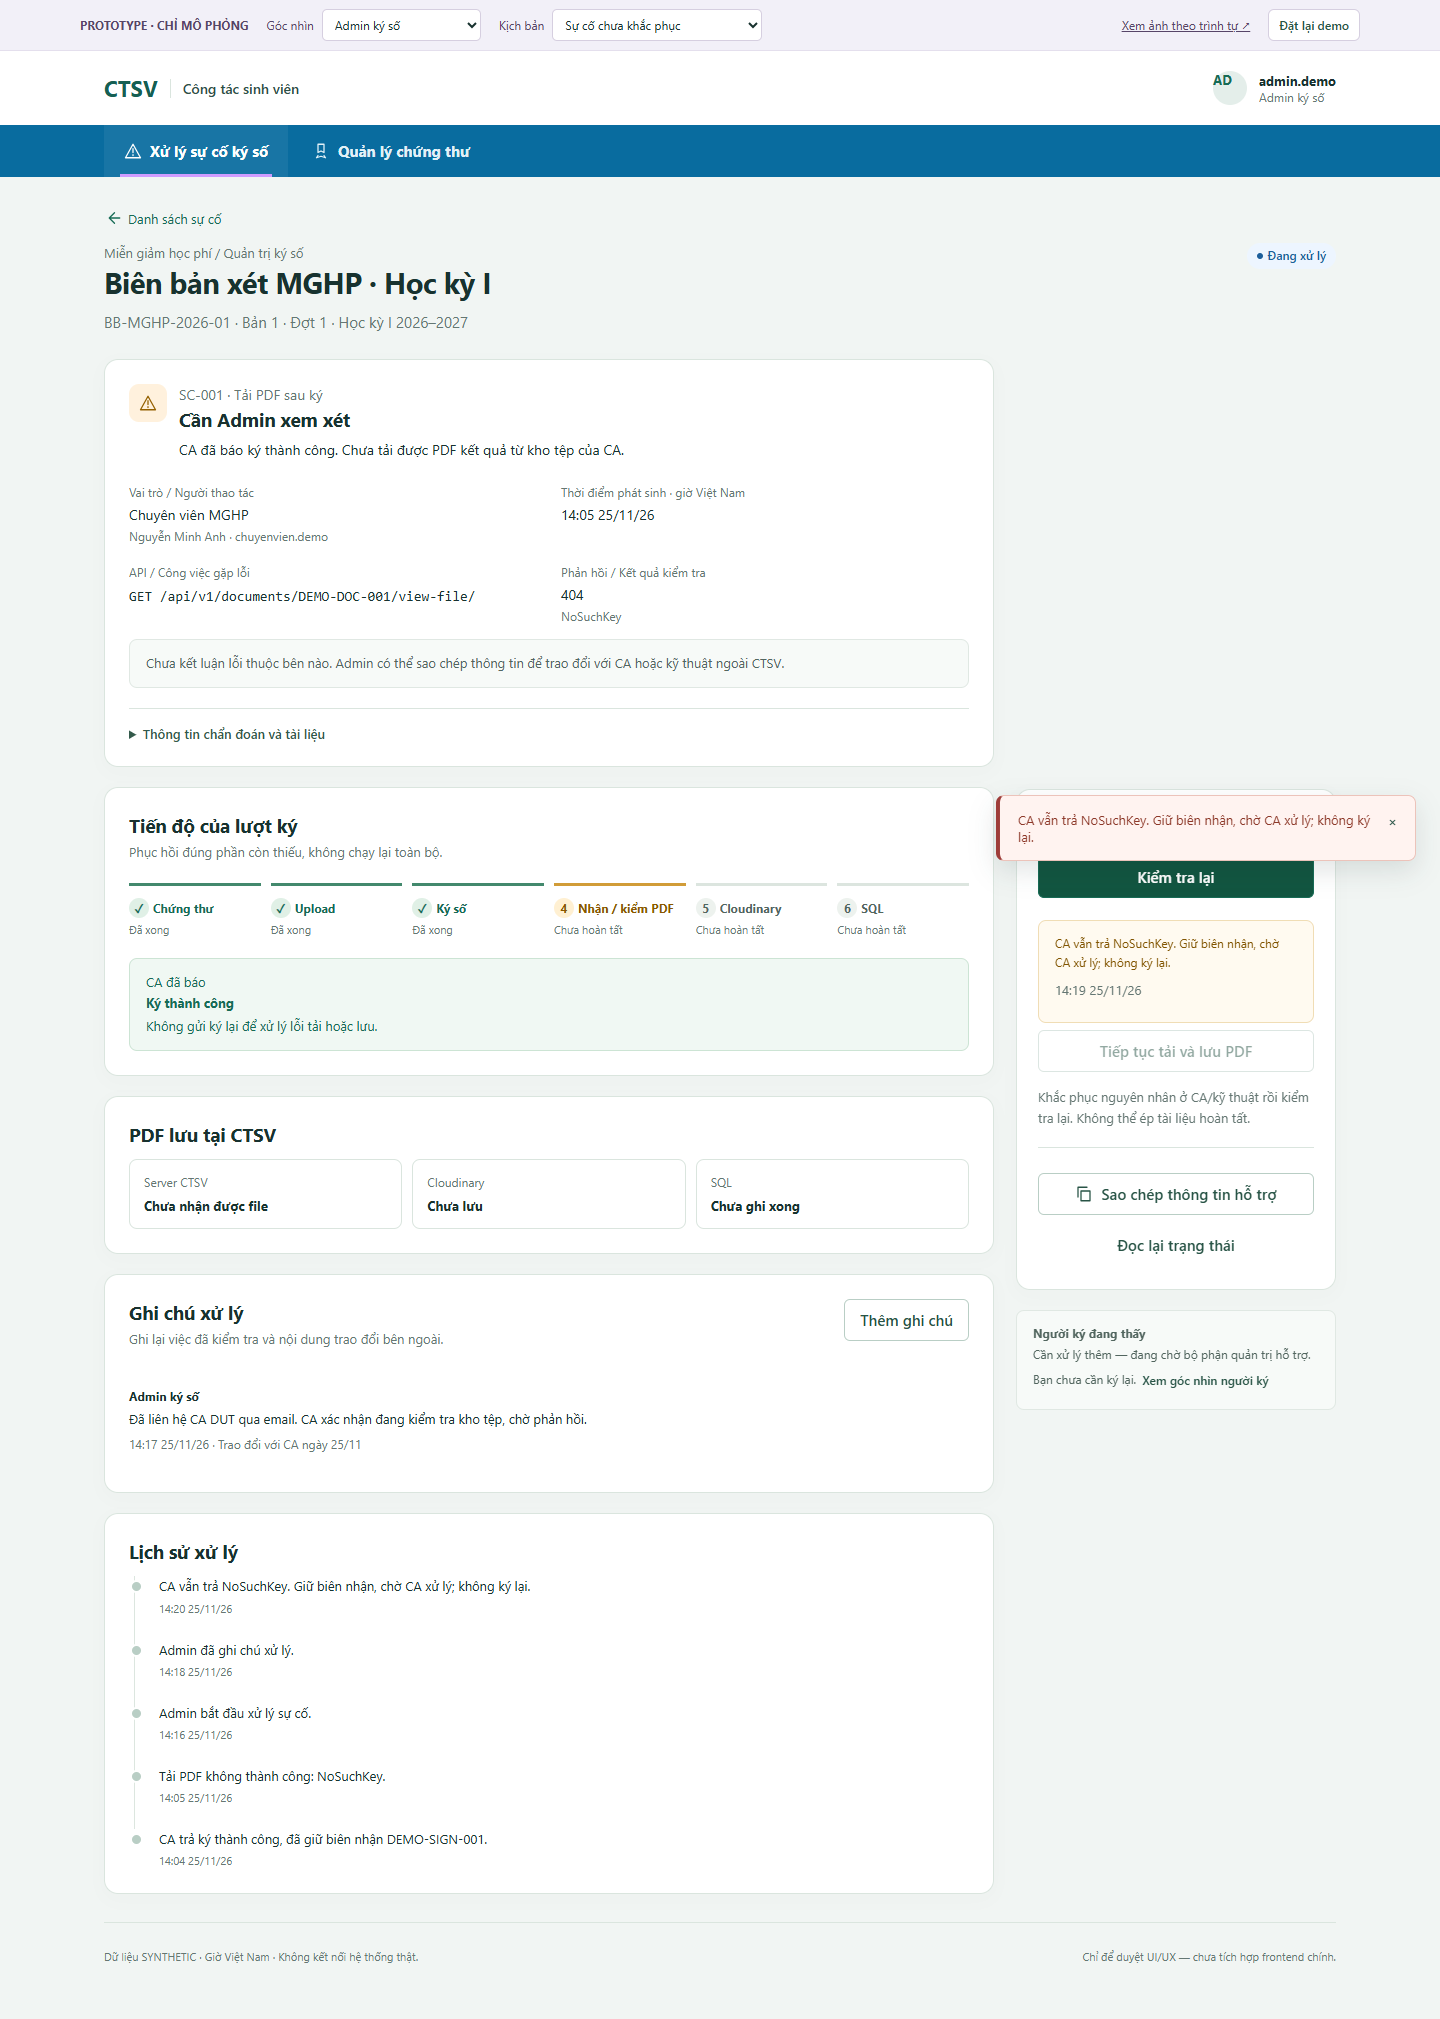 PROTOTYPE · CHỈ MÔ PHỎNG
Góc nhìn
Admin ký số
Kịch bản
Sự cố chưa khắc phục
Xem ảnh theo trình tự ↗
Đặt lại demo
CTSV
Công tác sinh viên
AD
admin.demo
Admin ký số
Xử lý sự cố ký số
Quản lý chứng thư
Danh sách sự cố
Miễn giảm học phí / Quản trị ký số
Đang xử lý
Biên bản xét MGHP · Học kỳ I
BB-MGHP-2026-01 · Bản 1 · Đợt 1 · Học kỳ I 2026–2027
SC-001 · Tải PDF sau ký
Cần Admin xem xét
CA đã báo ký thành công. Chưa tải được PDF kết quả từ kho tệp của CA.
Vai trò / Người thao tác
Chuyên viên MGHP
Nguyễn Minh Anh · chuyenvien.demo
Thời điểm phát sinh · giờ Việt Nam
14:05 25/11/26
API / Công việc gặp lỗi
GET /api/v1/documents/DEMO-DOC-001/view-file/
Phản hồi / Kết quả kiểm tra
404
NoSuchKey
Chưa kết luận lỗi thuộc bên nào. Admin có thể sao chép thông tin để trao đổi với CA hoặc kỹ thuật ngoài CTSV.
Thông tin chẩn đoán và tài liệu
Tiến độ của lượt ký
Phục hồi đúng phần còn thiếu, không chạy lại toàn bộ.
✓ Chứng thư
Đã xong
✓ Upload
Đã xong
✓ Ký số
Đã xong
4 Nhận / kiểm PDF
Chưa hoàn tất
5 Cloudinary
Chưa hoàn tất
6 SQL
Chưa hoàn tất
CA đã báo
Ký thành công
Không gửi ký lại để xử lý lỗi tải hoặc lưu.
PDF lưu tại CTSV
Server CTSV
Chưa nhận được file
Cloudinary
Chưa lưu
SQL
Chưa ghi xong
Ghi chú xử lý
Ghi lại việc đã kiểm tra và nội dung trao đổi bên ngoài.
Thêm ghi chú
Admin ký số
Đã liên hệ CA DUT qua email. CA xác nhận đang kiểm tra kho tệp, chờ phản hồi.
14:17 25/11/26 · Trao đổi với CA ngày 25/11
Lịch sử xử lý
CA vẫn trả NoSuchKey. Giữ biên nhận, chờ CA xử lý; không ký lại.
14:20 25/11/26
Admin đã ghi chú xử lý.
14:18 25/11/26
Admin bắt đầu xử lý sự cố.
14:16 25/11/26
Tải PDF không thành công: NoSuchKey.
14:05 25/11/26
CA trả ký thành công, đã giữ biên nhận DEMO-SIGN-001.
14:04 25/11/26
CA vẫn trả NoSuchKey. Giữ biên nhận, chờ CA xử lý; không ký
lại.
×
Kiểm tra lại
CA vẫn trả NoSuchKey. Giữ biên nhận, chờ
CA xử lý; không ký lại.
14:19 25/11/26
Tiếp tục tải và lưu PDF
Khắc phục nguyên nhân ở CA/kỹ thuật rồi kiểm
tra lại. Không thể ép tài liệu hoàn tất.
Sao chép thông tin hỗ trợ
Đọc lại trạng thái
Người ký đang thấy
Cần xử lý thêm — đang chờ bộ phận quản trị hỗ trợ.
Bạn chưa cần ký lại. Xem góc nhìn người ký
Dữ liệu SYNTHETIC · Giờ Việt Nam · Không kết nối hệ thống thật.
Chỉ để duyệt UI/UX — chưa tích hợp frontend chính.